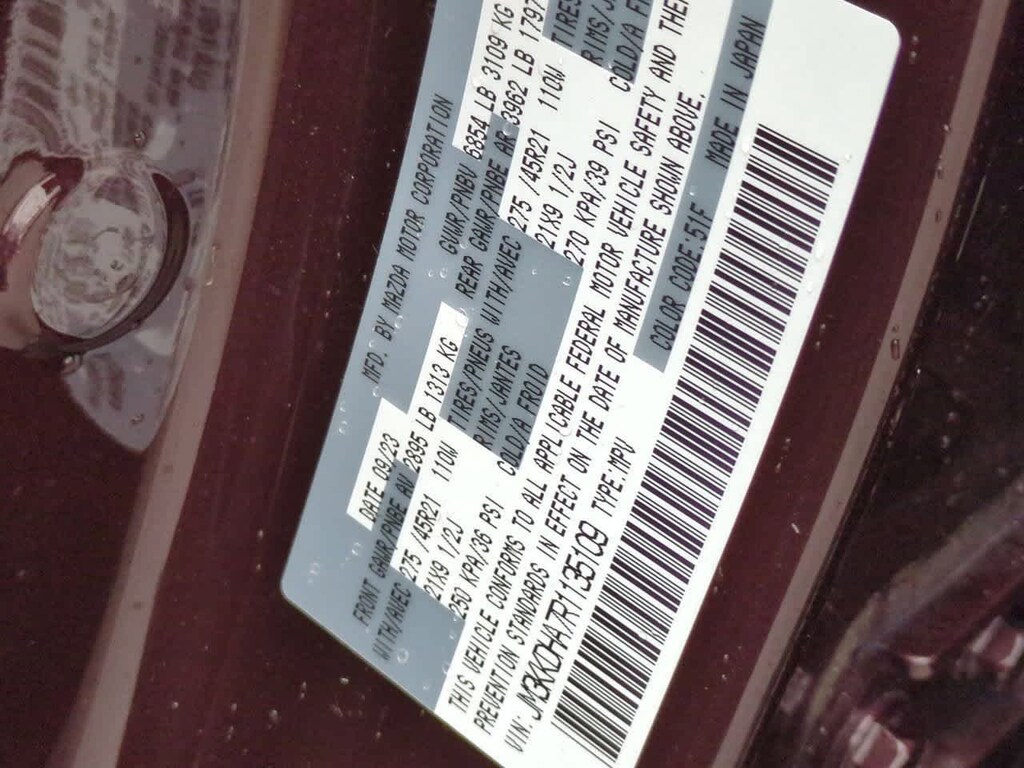 MFD. BY MAZDA MOTOR CORPORATION
DATE 09/23 GVWR/PNBV 6854 LB 3109 KG
FRONT GAWR/PNBE AV 2895 LB 1313 KG REAR GAWR/PNBE AR 3962 LB 1797
WITH/AVEC 275 /45R21 110W TIRES/PNEUS WITH/AVEC 275 /45R21 110W TIRES
21X9 1/2J RIMS/JANTES 21X9 1/2J RIMS/J
250 KPA/36 PSI COLD/A FROID 270 KPA/39 PSI COLD/A F
THIS VEHICLE CONFORMS TO ALL APPLICABLE FEDERAL MOTOR VEHICLE SAFETY AND THEF
PREVENTION STANDARDS IN EFFECT ON THE DATE OF MANUFACTURE SHOWN ABOVE.
VIN: TYPE:MPV COLOR CODE:51F MADE IN JAPAN